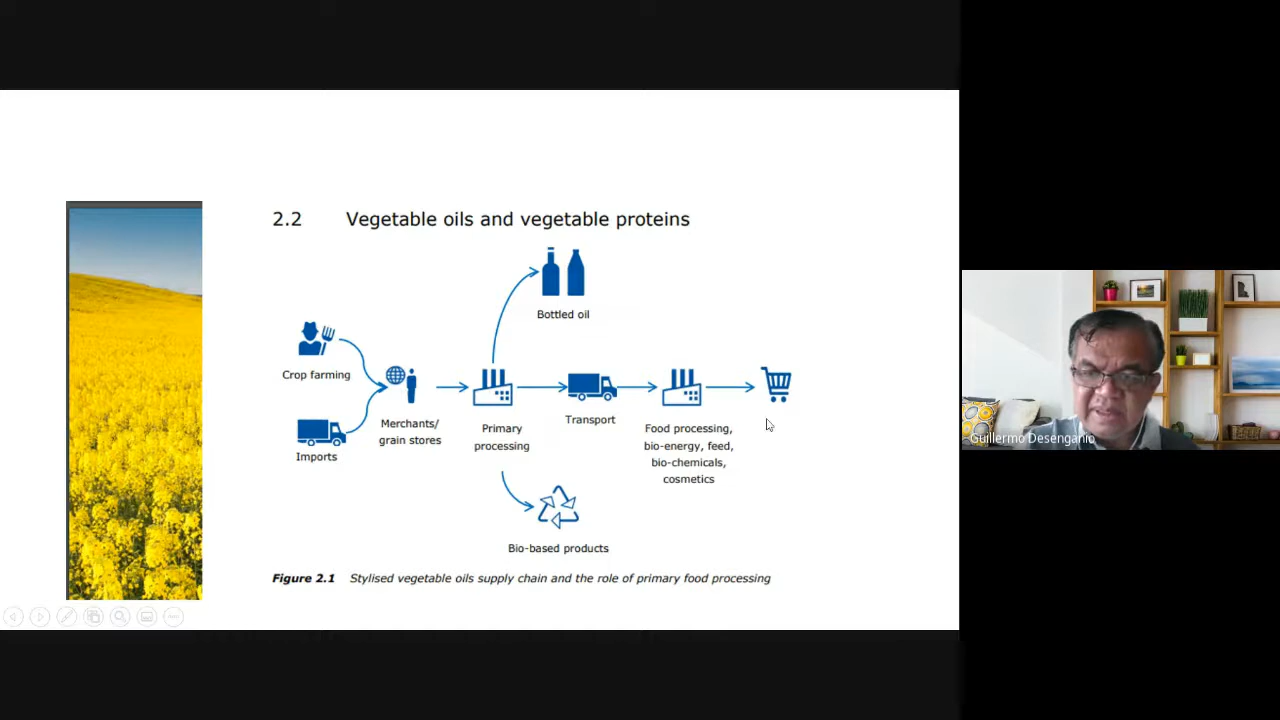 2.2 Vegetable oils and vegetable proteins
Bottled oil
Crop farming
Imports
Merchants/
grain stores
Primary
processing
Transport
Food processing,
bio-energy, feed,
bio-chemicals,
cosmetics
Bio-based products
Figure 2.1 Stylised vegetable oils supply chain and the role of primary food processing
Guillermo Desenganio